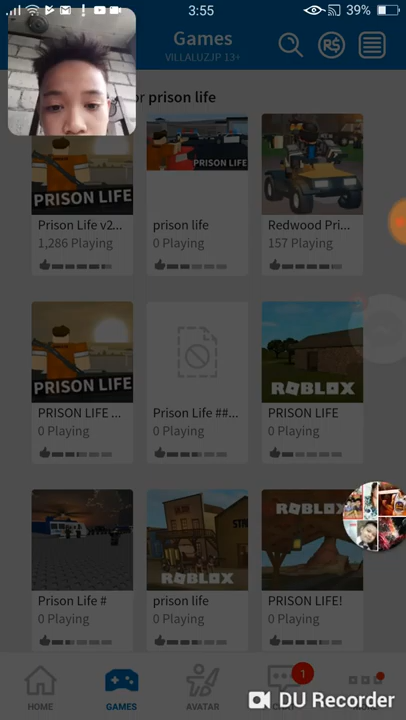 3:55
39%
Games
VILLALUZJP 13+
R$
or prison life
PRISON LIFE
PRISON LIFE
Prison Life v2...
prison life
Redwood Pri...
1,286 Playing
0 Playing
157 Playing
PRISON LIFE
ROBLOX
PRISON LIFE ...
Prison Life ##...
PRISON LIFE
0 Playing
0 Playing
0 Playing
ROBLOX
ROBLOX
Prison Life #
prison life
PRISON LIFE!
0 Playing
0 Playing
0 Playing
1
HOME
GAMES
AVATAR
DU Recorder